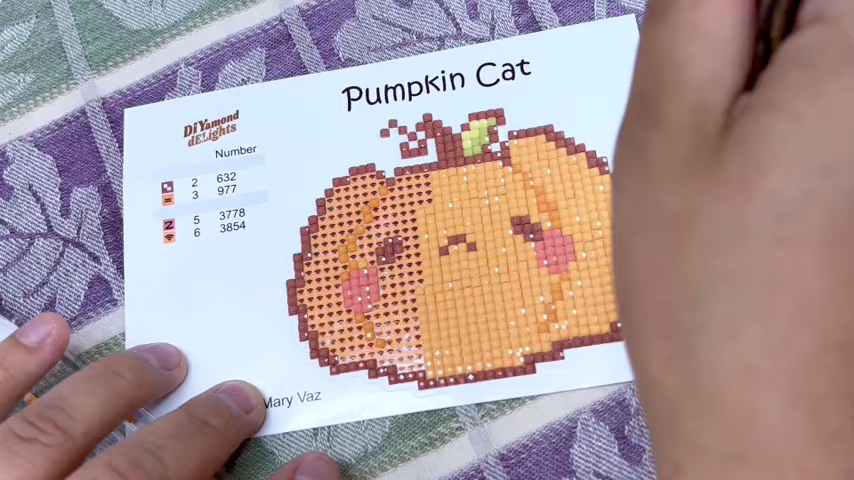 Pumpkin Cat
DIYamond
dELights
Number
2 632
= 3 977
Z 5 3778
6 3854
Mary Vaz